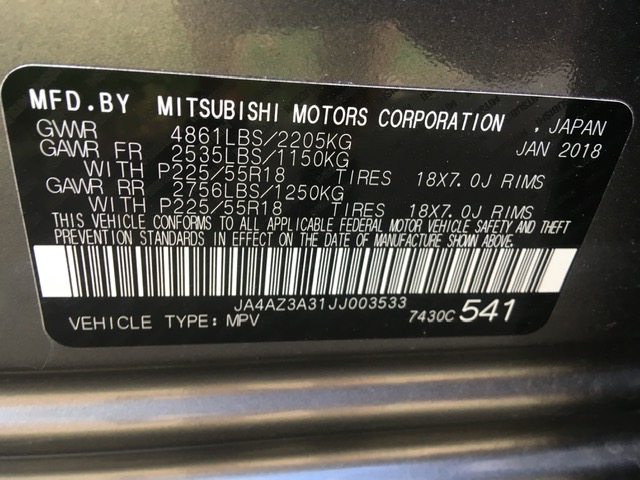 MFD.BY MITSUBISHI MOTORS CORPORATION , JAPAN
GVWR 4861LBS/2205KG JAN 2018
GAWR FR 2535LBS/1150KG
WITH P225/55R18 TIRES 18X7.0J RIMS
GAWR RR 2756LBS/1250KG
WITH P225/55R18 TIRES 18X7.0J RIMS
THIS VEHICLE CONFORMS TO ALL APPLICABLE FEDERAL MOTOR VEHICLE SAFETY AND THEFT
PREVENTION STANDARDS IN EFFECT ON THE DATE OF MANUFACTURE SHOWN ABOVE.
JA4AZ3A31JJ003533
VEHICLE TYPE: MPV 7430C 541